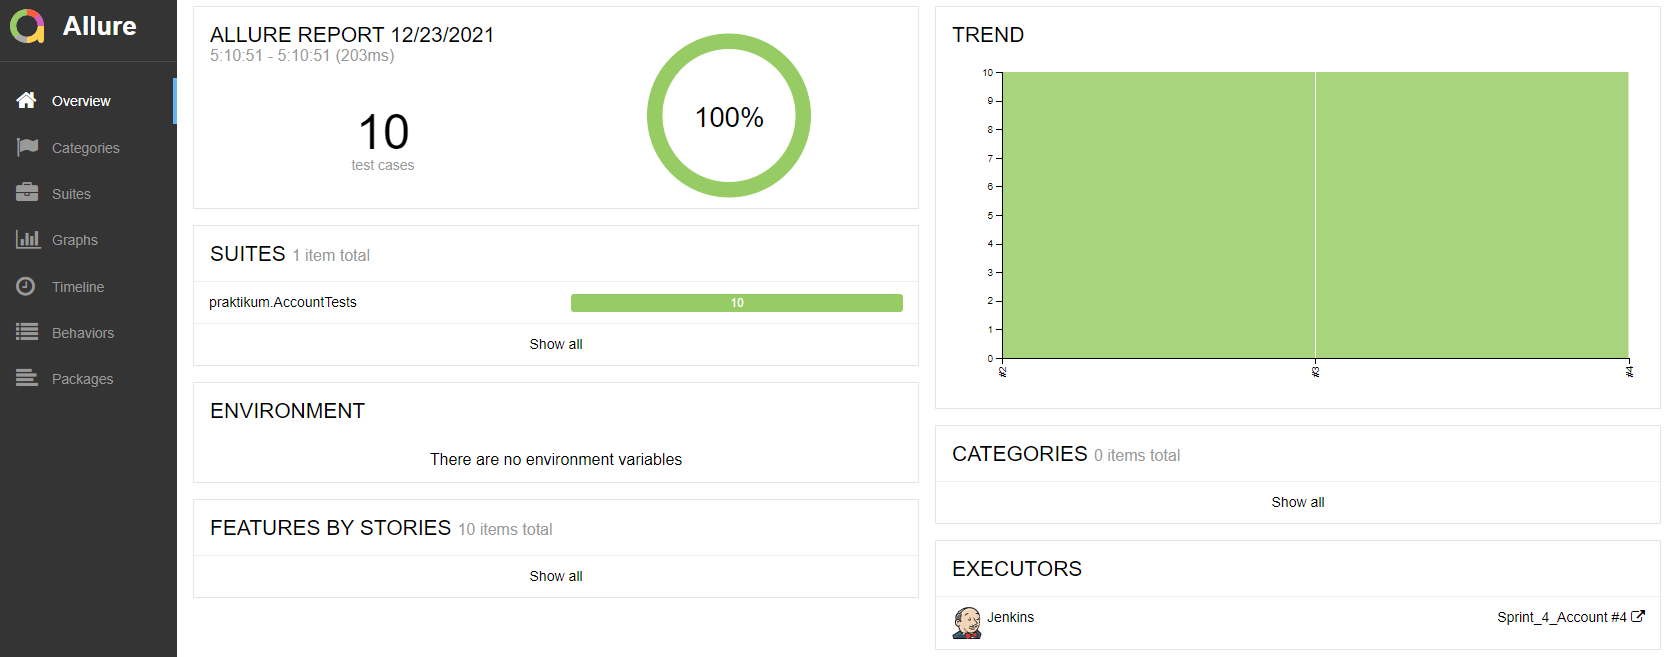 Allure
Overview
Categories
Suites
Graphs
Timeline
Behaviors
Packages
ALLURE REPORT 12/23/2021
5:10:51 - 5:10:51 (203ms)
10
test cases
100%
SUITES 1 item total
praktikum.AccountTests 10
Show all
ENVIRONMENT
There are no environment variables
FEATURES BY STORIES 10 items total
Show all
TREND
10
9
8
7
6
5
4
3
2
1
0
#2
#3
#4
CATEGORIES 0 items total
Show all
EXECUTORS
Jenkins Sprint_4_Account #4